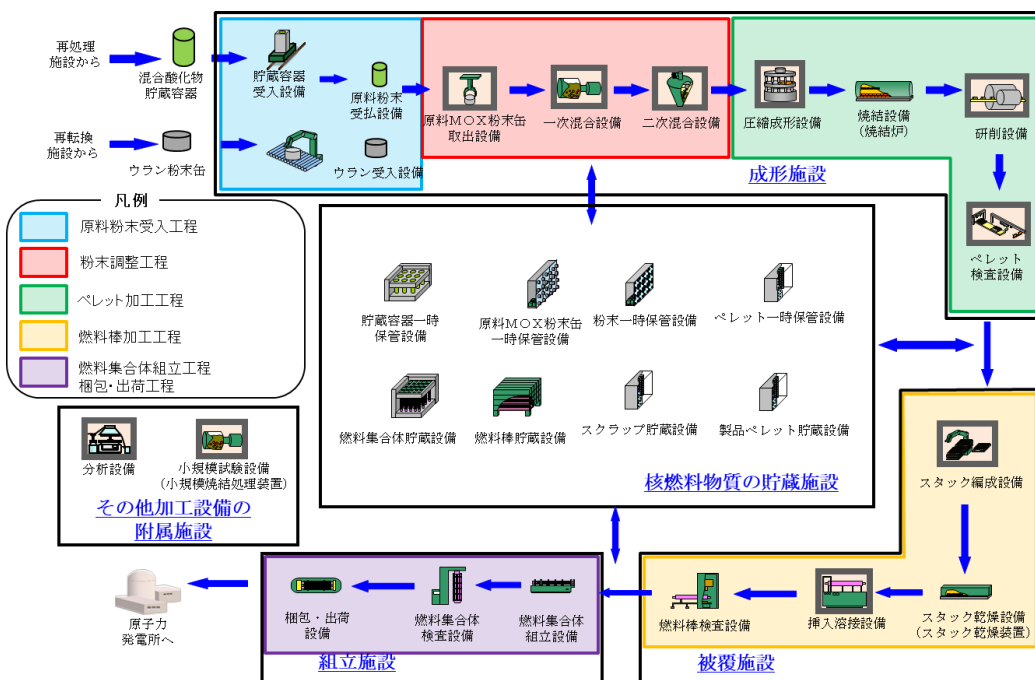 再処理
施設から
混合酸化物
貯蔵容器
貯蔵容器
受入設備
原料粉末
受払設備
原料MOX粉末缶
取出設備
一次混合設備
二次混合設備
圧縮成形設備
焼結設備
(焼結炉)
研削設備
再転換
施設から
ウラン粉末缶
ウラン受入設備
成形施設
ペレット
検査設備
凡例
原料粉末受入工程
粉末調整工程
ペレット加工工程
燃料棒加工工程
燃料集合体組立工程
梱包・出荷工程
貯蔵容器一時
保管設備
原料MOX粉末缶
一時保管設備
粉末一時保管設備
ペレット一時保管設備
燃料集合体貯蔵設備
燃料棒貯蔵設備
スクラップ貯蔵設備
製品ペレット貯蔵設備
核燃料物質の貯蔵施設
分析設備
小規模試験設備
(小規模焼結処理装置)
その他加工設備の
附属施設
スタック編成設備
スタック乾燥設備
(スタック乾燥装置)
挿入溶接設備
燃料棒検査設備
被覆施設
燃料集合体
組立設備
燃料集合体
検査設備
梱包・出荷
設備
組立施設
原子力
発電所へ